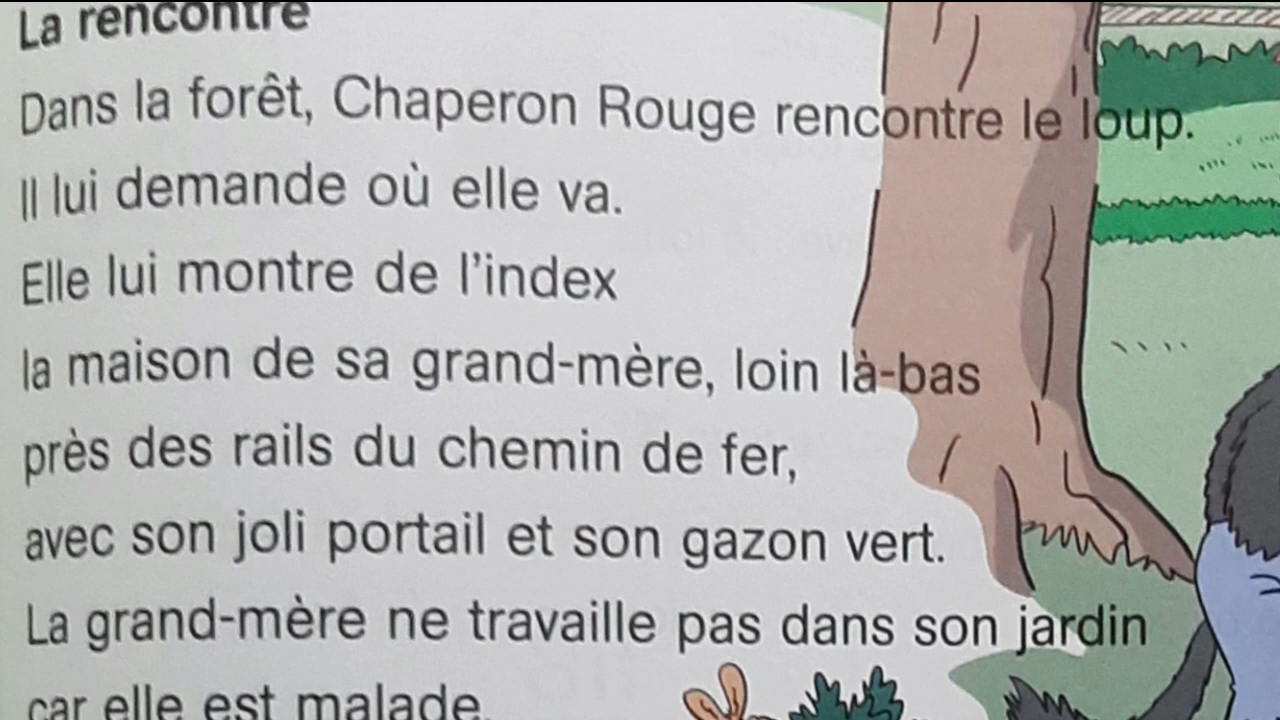 La rencontre
Dans la forêt, Chaperon Rouge rencontre le loup.
Il lui demande où elle va.
Elle lui montre de l'index
la maison de sa grand-mère, loin là-bas
près des rails du chemin de fer,
avec son joli portail et son gazon vert.
La grand-mère ne travaille pas dans son jardin
car elle est malade.